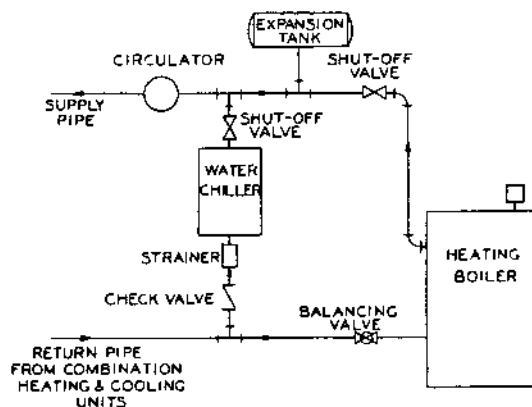 EXPANSION
TANK
CIRCULATOR
SHUT-OFF
VALVE
SUPPLY
PIPE
SHUT-OFF
VALVE
WATER
CHILLER
STRAINER
HEATING
BOILER
CHECK VALVE
BALANCING
VALVE
RETURN PIPE
FROM COMBINATION
HEATING & COOLING
UNITS